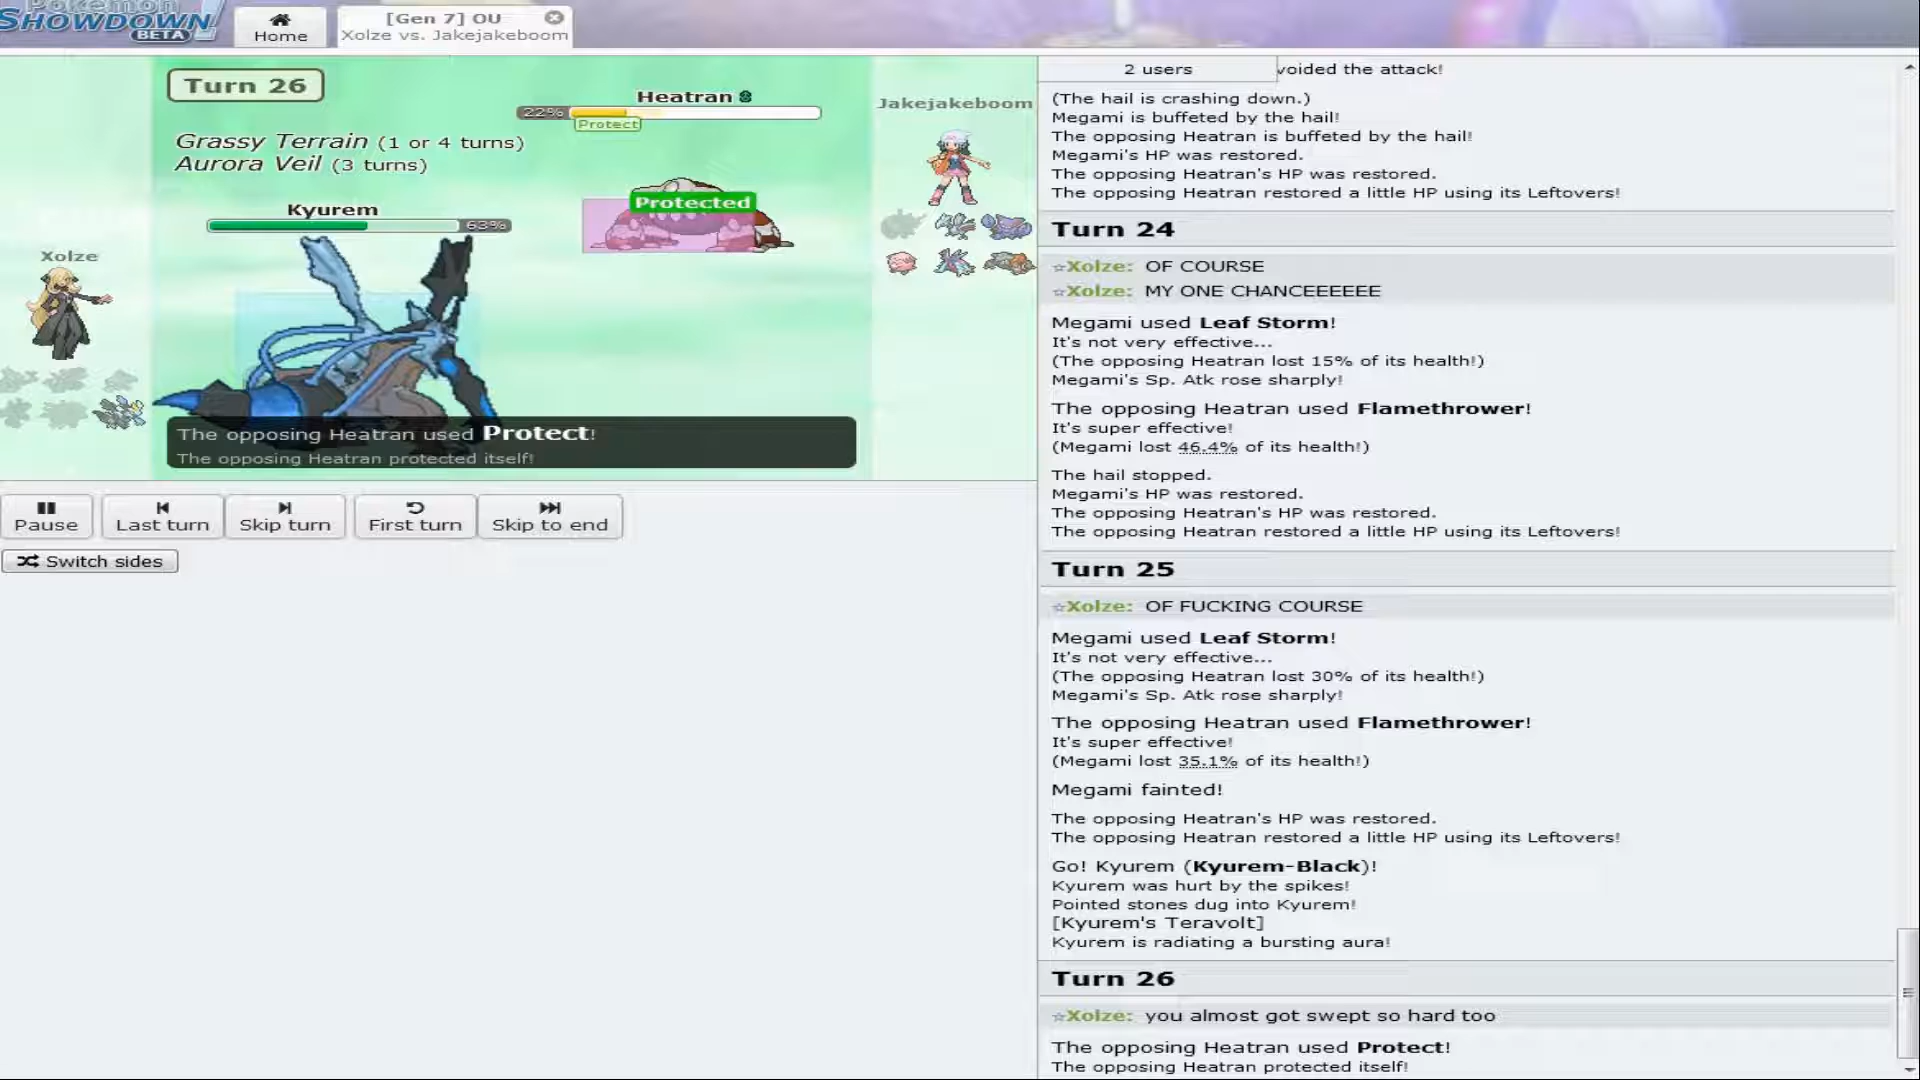 Pokémon
SHOWDOWN!
BETA
Home
[Gen 7] OU
Xolze vs. Jakejakeboom
Turn 26
Grassy Terrain (1 or 4 turns)
Aurora Veil (3 turns)
Heatran
22%
Protect
Protected
Kyurem
63%
Xolze
Jakejakeboom
The opposing Heatran used Protect!
The opposing Heatran protected itself!
Pause
Last turn
Skip turn
First turn
Skip to end
Switch sides
2 users
voided the attack!
(The hail is crashing down.)
Megami is buffeted by the hail!
The opposing Heatran is buffeted by the hail!
Megami's HP was restored.
The opposing Heatran's HP was restored.
The opposing Heatran restored a little HP using its Leftovers!
Turn 24
☆Xolze: OF COURSE
☆Xolze: MY ONE CHANCEEEEEE
Megami used Leaf Storm!
It's not very effective...
(The opposing Heatran lost 15% of its health!)
Megami's Sp. Atk rose sharply!
The opposing Heatran used Flamethrower!
It's super effective!
(Megami lost 46.4% of its health!)
The hail stopped.
Megami's HP was restored.
The opposing Heatran's HP was restored.
The opposing Heatran restored a little HP using its Leftovers!
Turn 25
☆Xolze: OF FUCKING COURSE
Megami used Leaf Storm!
It's not very effective...
(The opposing Heatran lost 30% of its health!)
Megami's Sp. Atk rose sharply!
The opposing Heatran used Flamethrower!
It's super effective!
(Megami lost 35.1% of its health!)
Megami fainted!
The opposing Heatran's HP was restored.
The opposing Heatran restored a little HP using its Leftovers!
Go! Kyurem (Kyurem-Black)!
Kyurem was hurt by the spikes!
Pointed stones dug into Kyurem!
[Kyurem's Teravolt]
Kyurem is radiating a bursting aura!
Turn 26
☆Xolze: you almost got swept so hard too
The opposing Heatran used Protect!
The opposing Heatran protected itself!